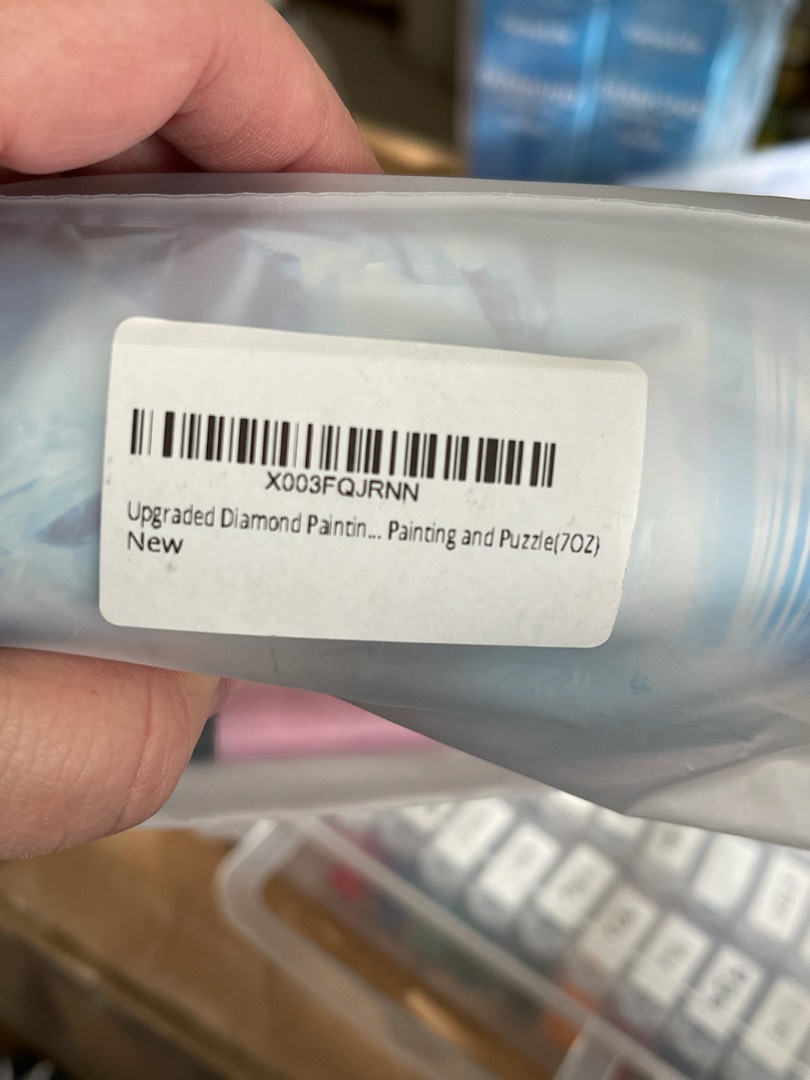 X003FQJRNN
Upgraded Diamond Paintin... Painting and Puzzle(7OZ)
New